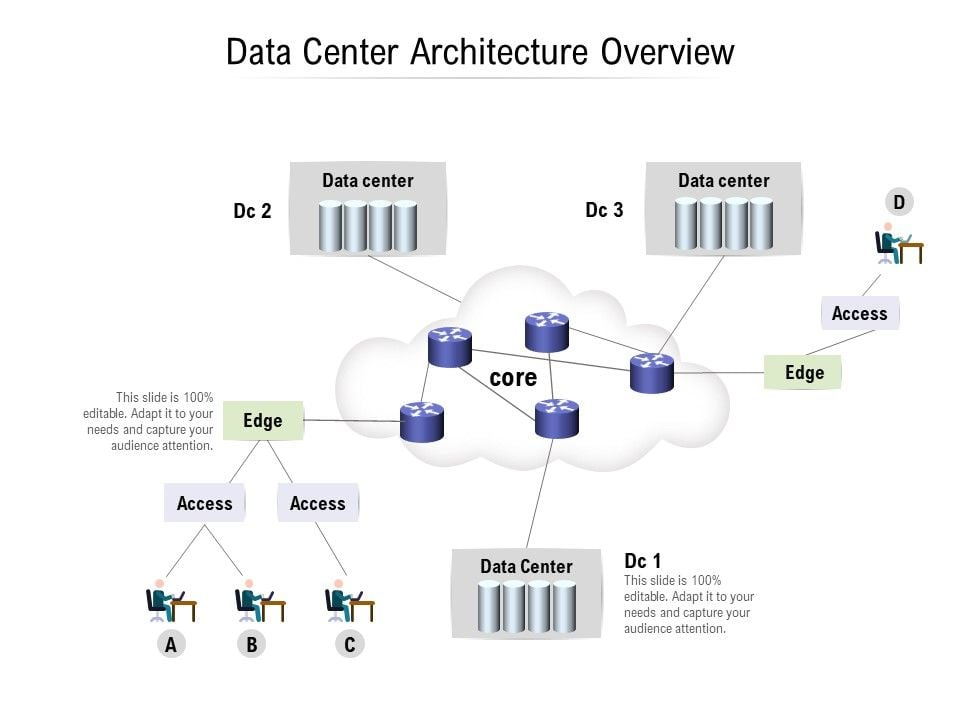 Data Center Architecture Overview
Data center
Dc 2
Data center
Dc 3
D
Access
Edge
core
This slide is 100%
editable. Adapt it to your
needs and capture your
audience attention.
Edge
Access
Access
A
B
C
Data Center
Dc 1
This slide is 100%
editable. Adapt it to your
needs and capture your
audience attention.